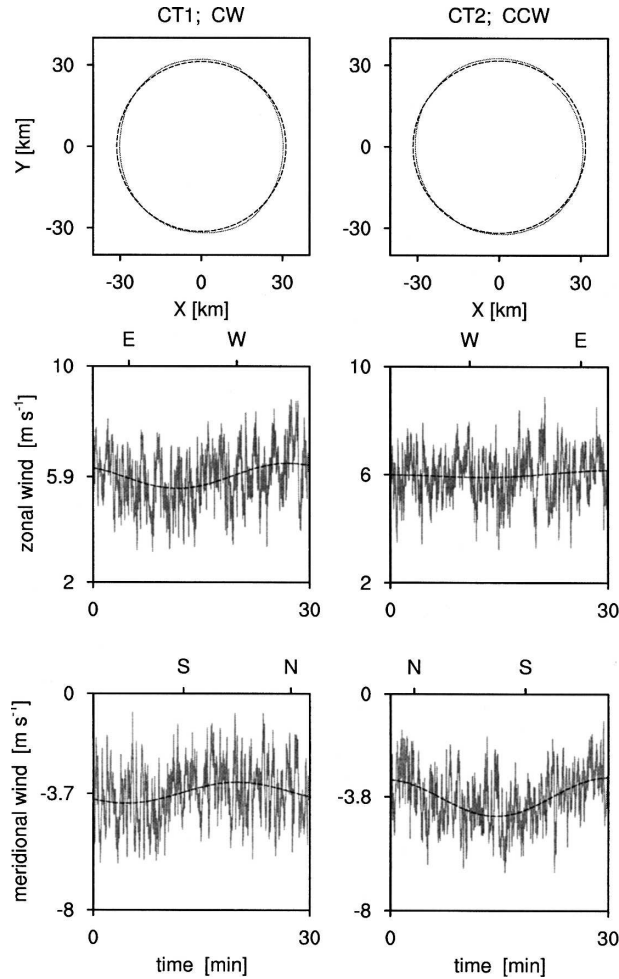 CT1; CW
CT2; CCW
30
0
-30
Y [km]
30
0
-30
-30 0 30
X [km]
-30 0 30
X [km]
E W
W E
10
5.9
2
zonal wind [m s⁻¹]
10
6
2
0 30
0 30
S N
N S
0
-3.7
-8
meridional wind [m s⁻¹]
0
-3.8
-8
0 30
time [min]
0 30
time [min]